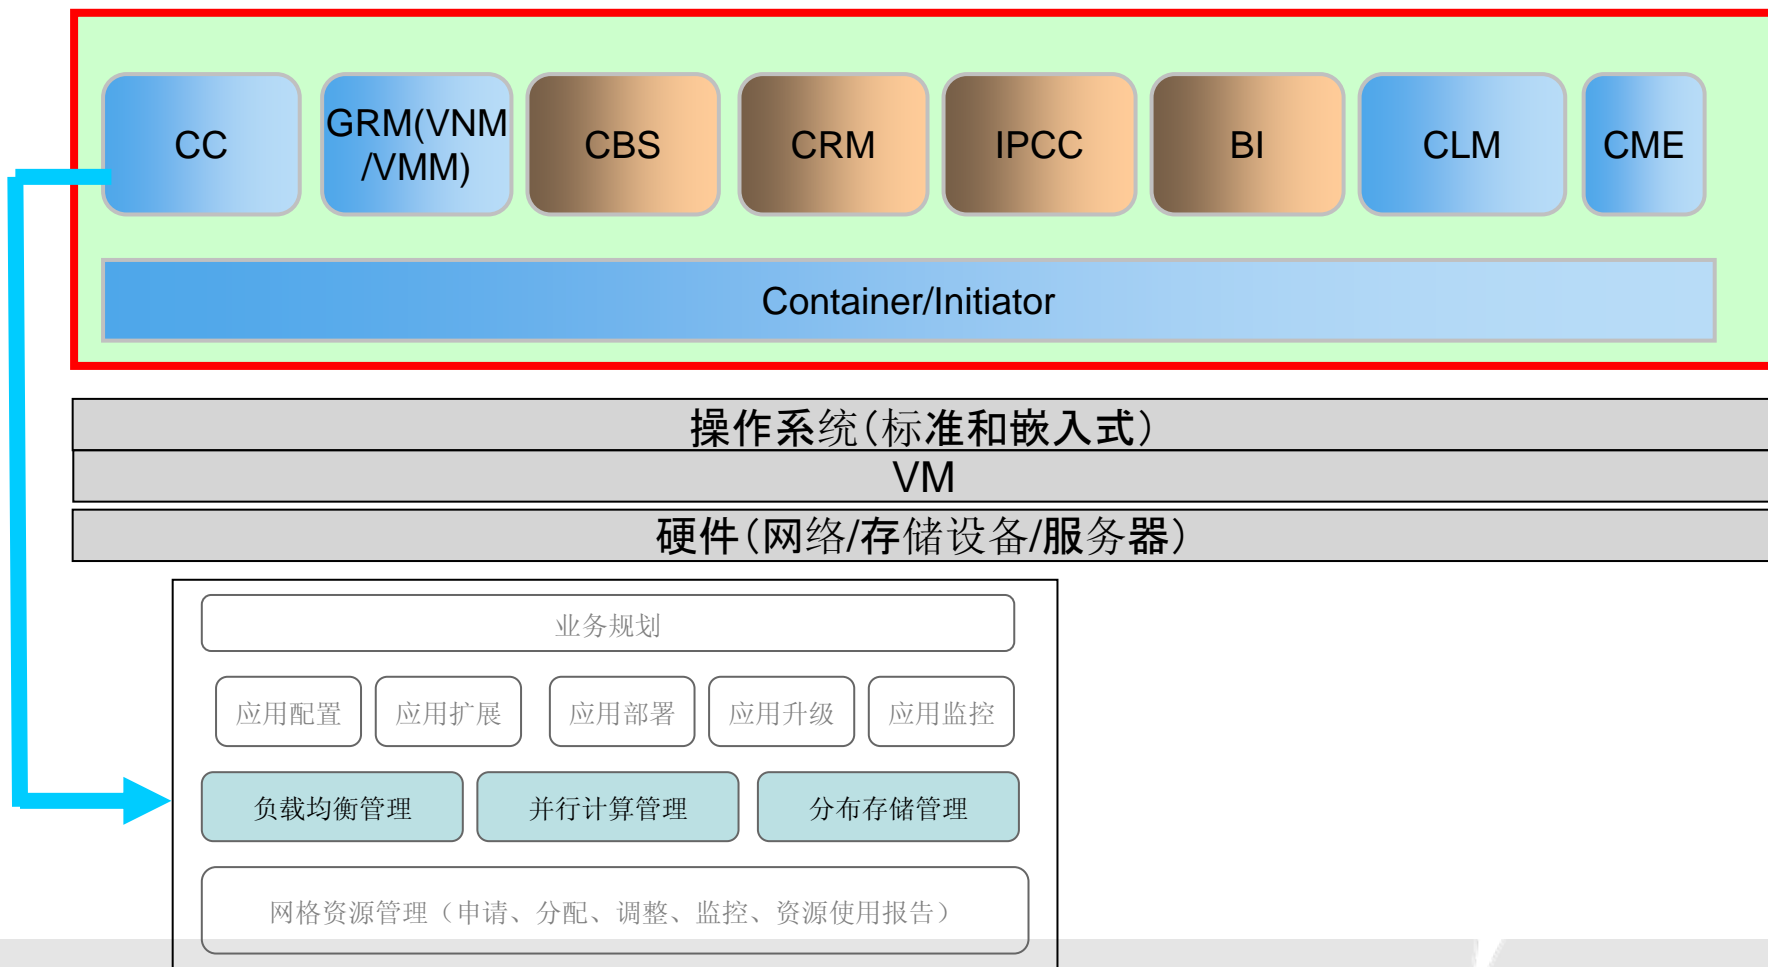 CC
GRM(VNM
/VMM)
CBS
CRM
IPCC
BI
CLM
CME
Container/Initiator
操作系统(标准和嵌入式)
VM
硬件(网络/存储设备/服务器)
业务规划
应用配置
应用扩展
应用部署
应用升级
应用监控
负载均衡管理
并行计算管理
分布存储管理
网格资源管理（申请、分配、调整、监控、资源使用报告）